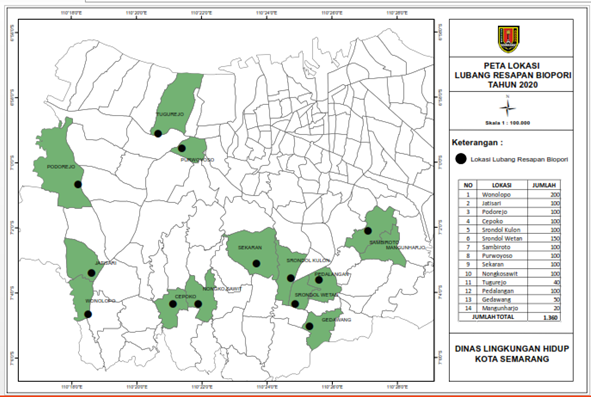 TUGUREJO
PURWOYOSO
PODOREJO
SEKARAN
SAMBIROTO
MANGUNHARJO
SRONDOL KULON
PEDALANGAN
JATISARI
NONGKOSAWIT
CEPOKO
SRONDOL WETAN
WONOLOPO
GEDAWANG
PETA LOKASI
LUBANG RESAPAN BIOPORI
TAHUN 2020
Skala 1 : 100.000
Keterangan :
Lokasi Lubang Resapan Biopori
NO LOKASI JUMLAH
1 Wonolopo 200
2 Jatisari 100
3 Podorejo 100
4 Cepoko 100
5 Srondol Kulon 100
6 Srondol Wetan 150
7 Sambiroto 100
8 Purwoyoso 100
9 Sekaran 100
10 Nongkosawit 100
11 Tugurejo 40
12 Pedalangan 100
13 Gedawang 50
14 Mangunharjo 20
JUMLAH TOTAL 1.360
DINAS LINGKUNGAN HIDUP
KOTA SEMARANG